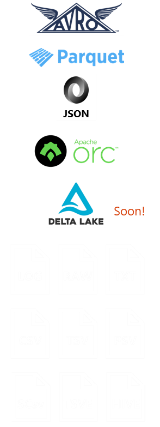 AVRO
Parquet
JSON
Apache
orc
DELTA LAKE
Soon!